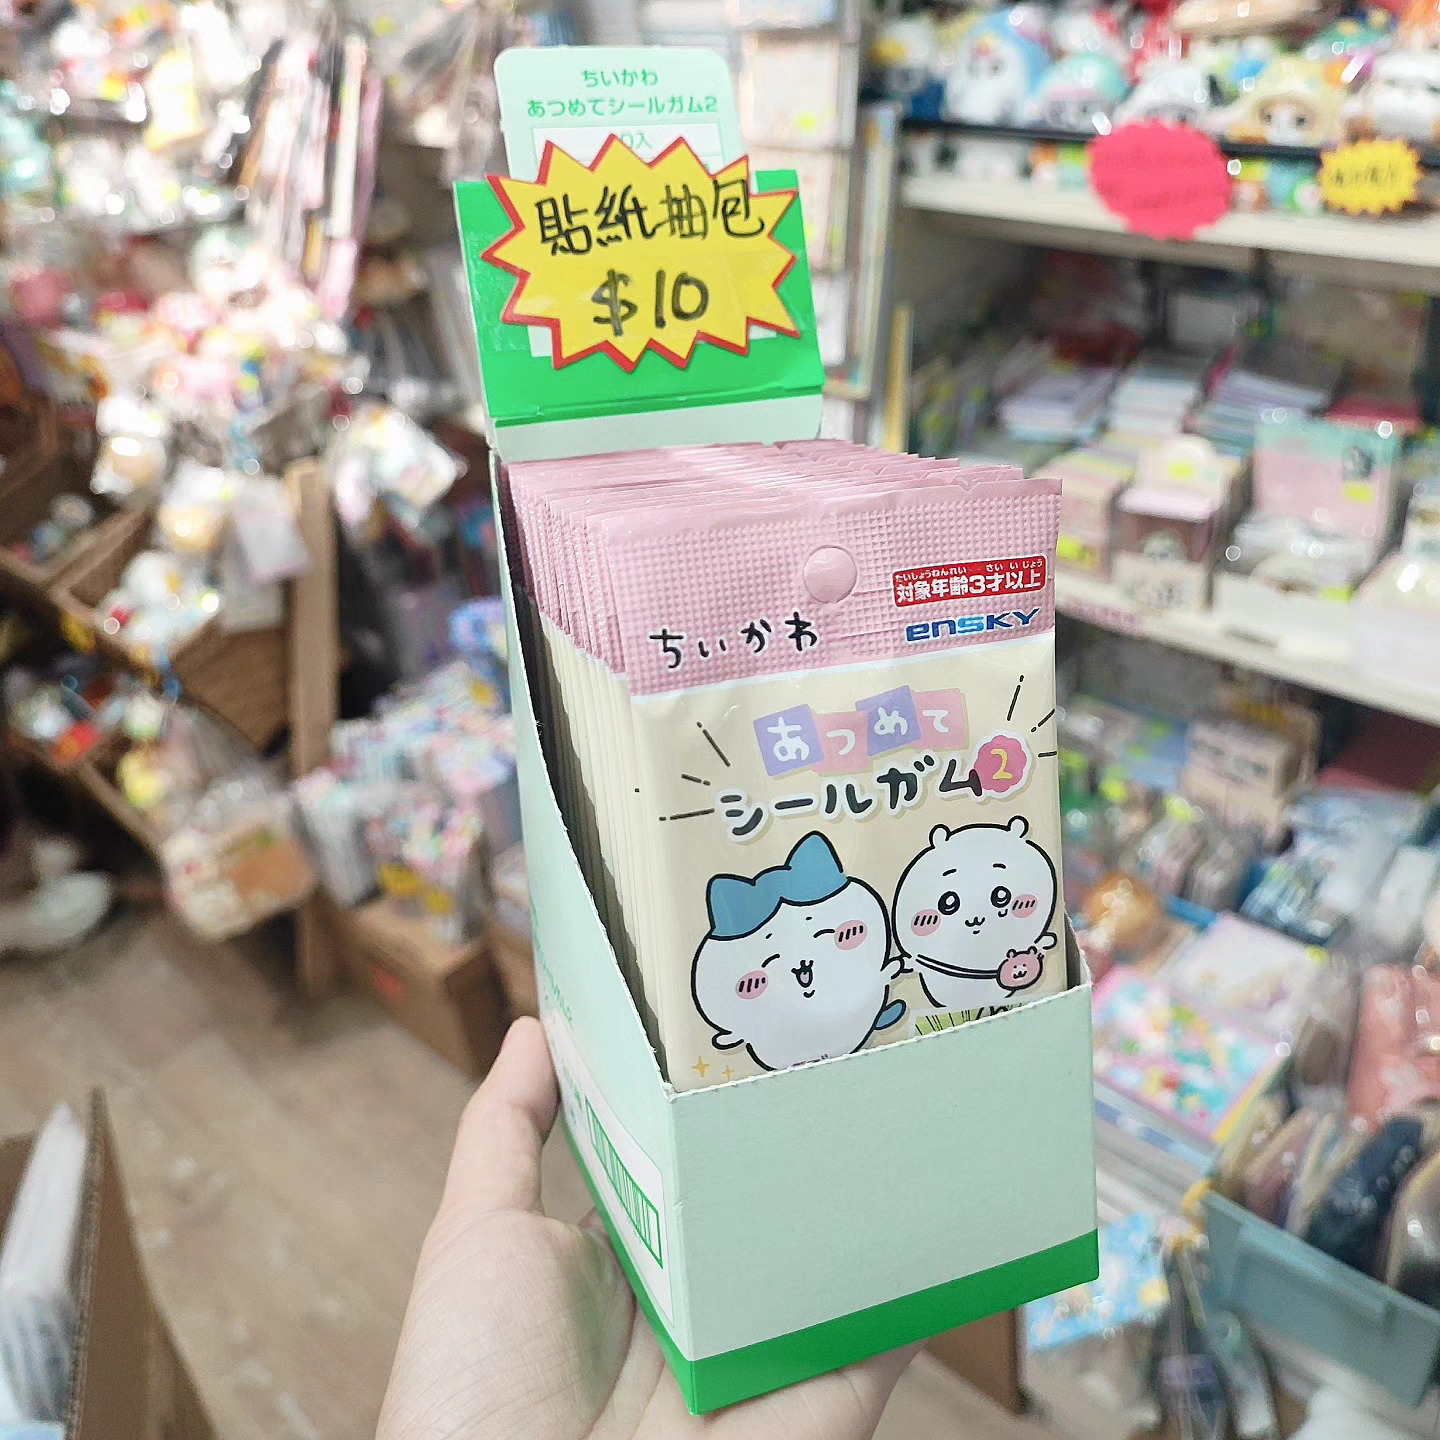 ちいかわ
あつめてシールガム2
入
貼紙抽包
$10
たいしょうねんれい さいいじょう
対象年齢3才以上
ensky
ちいかわ
あつめて
シールガム2